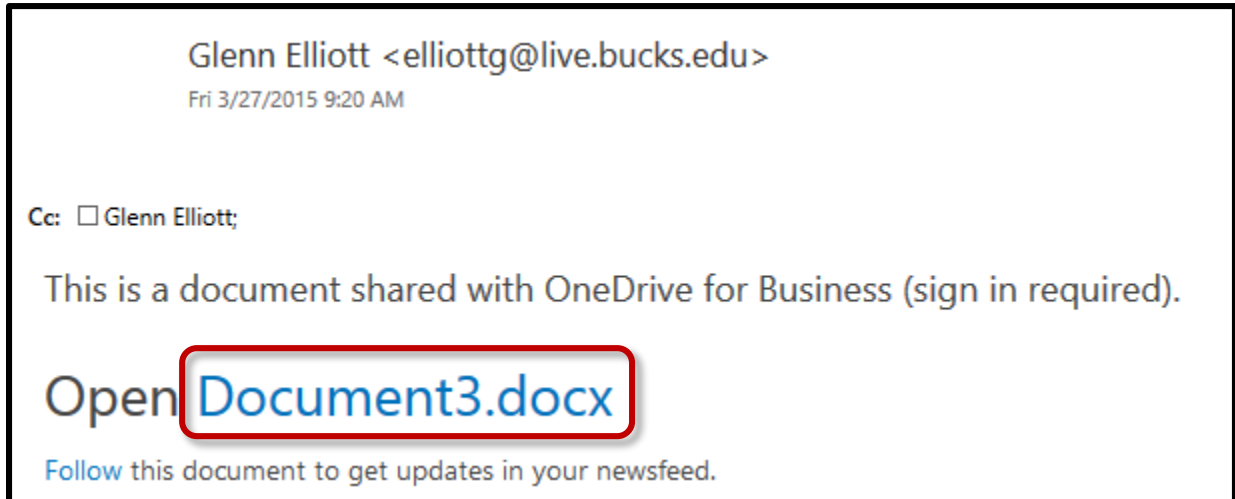 Glenn Elliott <elliottg@live.bucks.edu>
Fri 3/27/2015 9:20 AM
Cc: Glenn Elliott;
This is a document shared with OneDrive for Business (sign in required).
Open Document3.docx
Follow this document to get updates in your newsfeed.